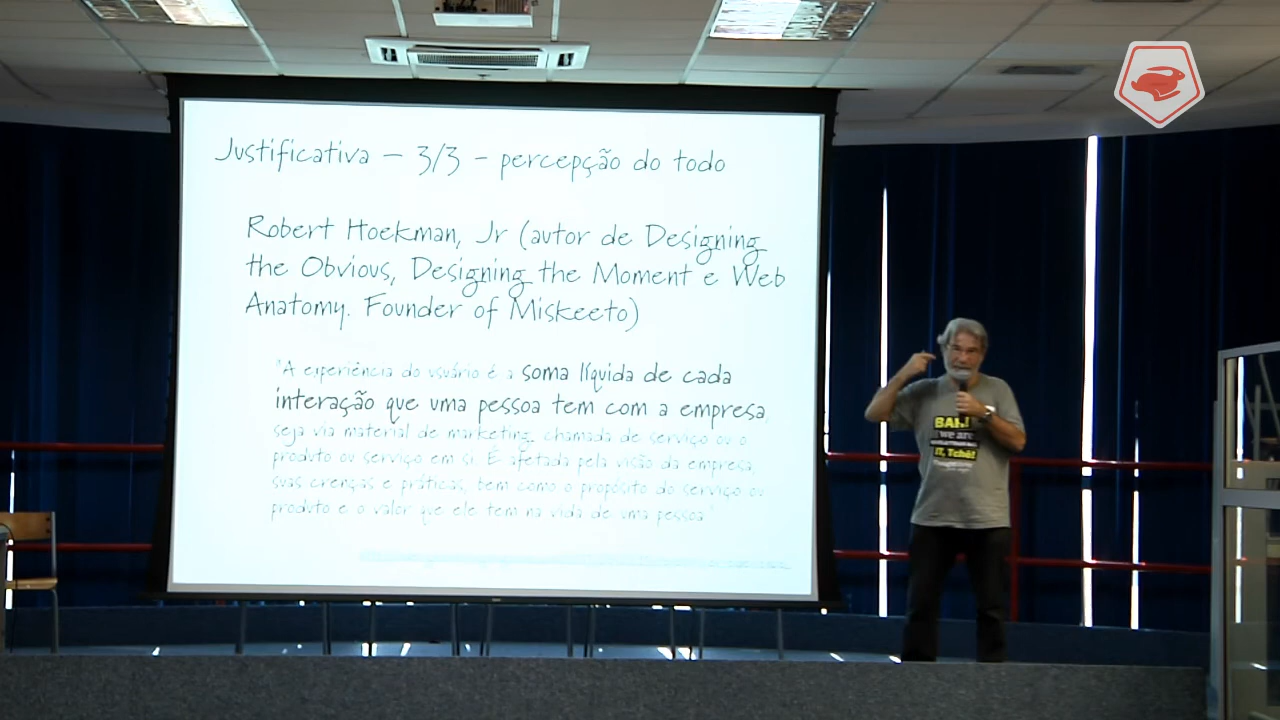 Justificativa – 3/3 - percepção do todo
Robert Hoekman, Jr (autor de Designing
the Obvious, Designing the Moment e Web
Anatomy. Founder of Miskeeto)
"A experiência do usuário é a soma líquida de cada
interação que uma pessoa tem com a empresa,
seja via material de marketing, chamada de serviço ou o
produto ou serviço em si. É afetada pela visão da empresa,
suas crenças e práticas, bem como o propósito do serviço ou
produto e o valor que ele tem na vida de uma pessoa."
BAH!
we are
IT, Tchê!